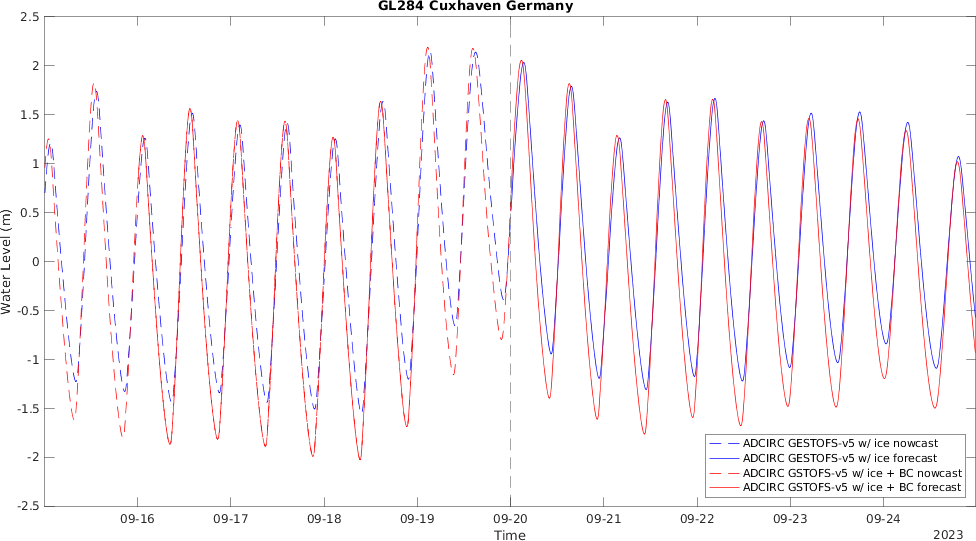 GL284 Cuxhaven Germany
2.5
2
1.5
1
0.5
0
-0.5
-1
-1.5
-2
-2.5
Water Level (m)
09-16 09-17 09-18 09-19 09-20 09-21 09-22 09-23 09-24
Time
2023
ADCIRC GESTOFS-v5 w/ ice nowcast
ADCIRC GESTOFS-v5 w/ ice forecast
ADCIRC GSTOFS-v5 w/ ice + BC nowcast
ADCIRC GSTOFS-v5 w/ ice + BC forecast